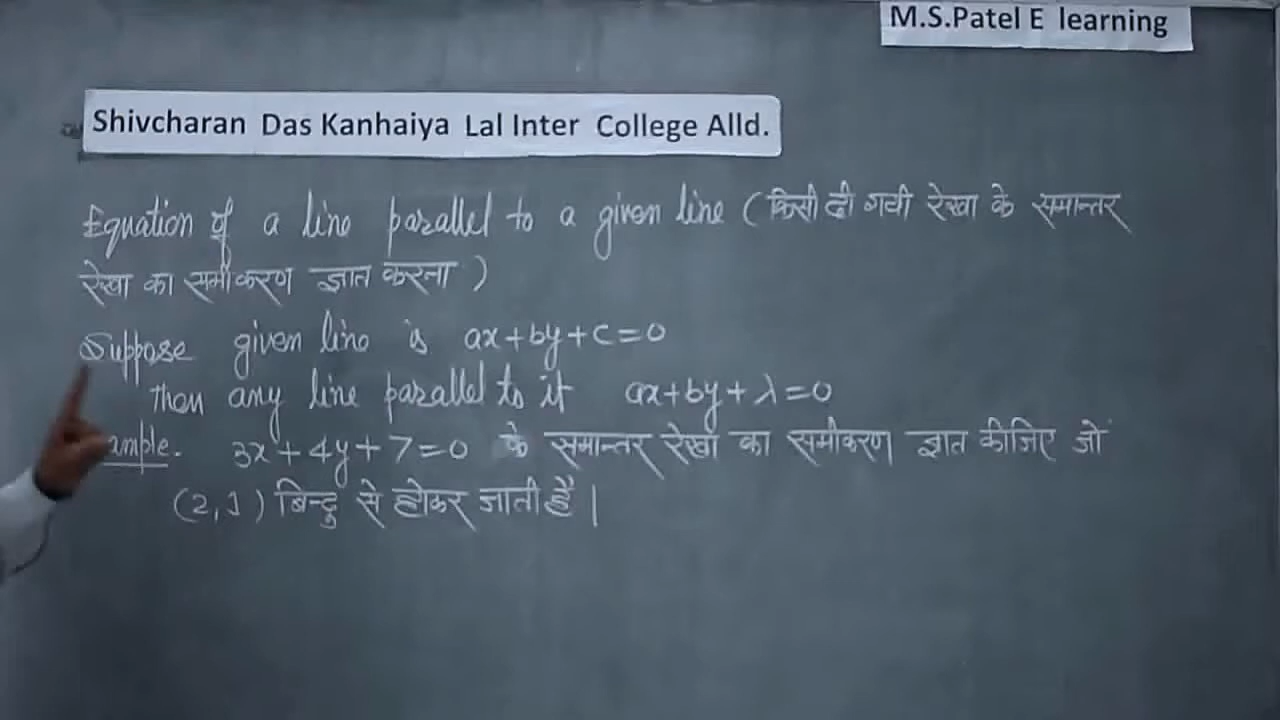 M.S.Patel E learning
Shivcharan Das Kanhaiya Lal Inter College Alld.
Equation of a line parallel to a given line (किसी दी गयी रेखा के समान्तर
रेखा का समीकरण ज्ञात करना)
Suppose given line is ax+by+c=0
then any line parallel to it ax+by+λ=0
ample. 3x+4y+7=0 के समान्तर रेखा का समीकरण ज्ञात कीजिए जो
(2,1) बिन्दु से होकर जाती है।